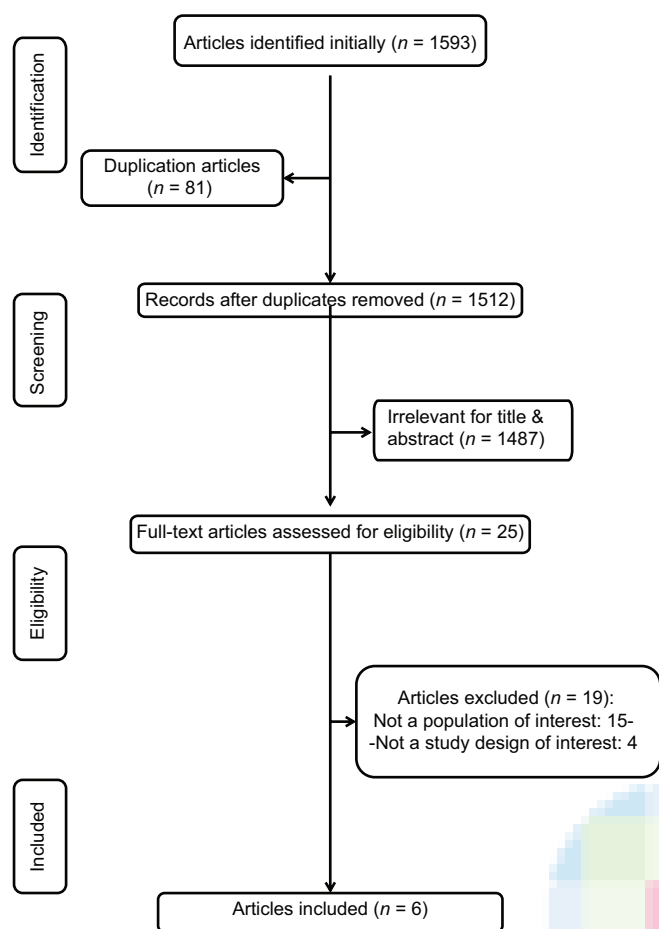 Identification
Articles identified initially (n = 1593)
Duplication articles
(n = 81)
Screening
Records after duplicates removed (n = 1512)
Irrelevant for title &
abstract (n = 1487)
Eligibility
Full-text articles assessed for eligibility (n = 25)
Articles excluded (n = 19):
Not a population of interest: 15-
-Not a study design of interest: 4
Included
Articles included (n = 6)